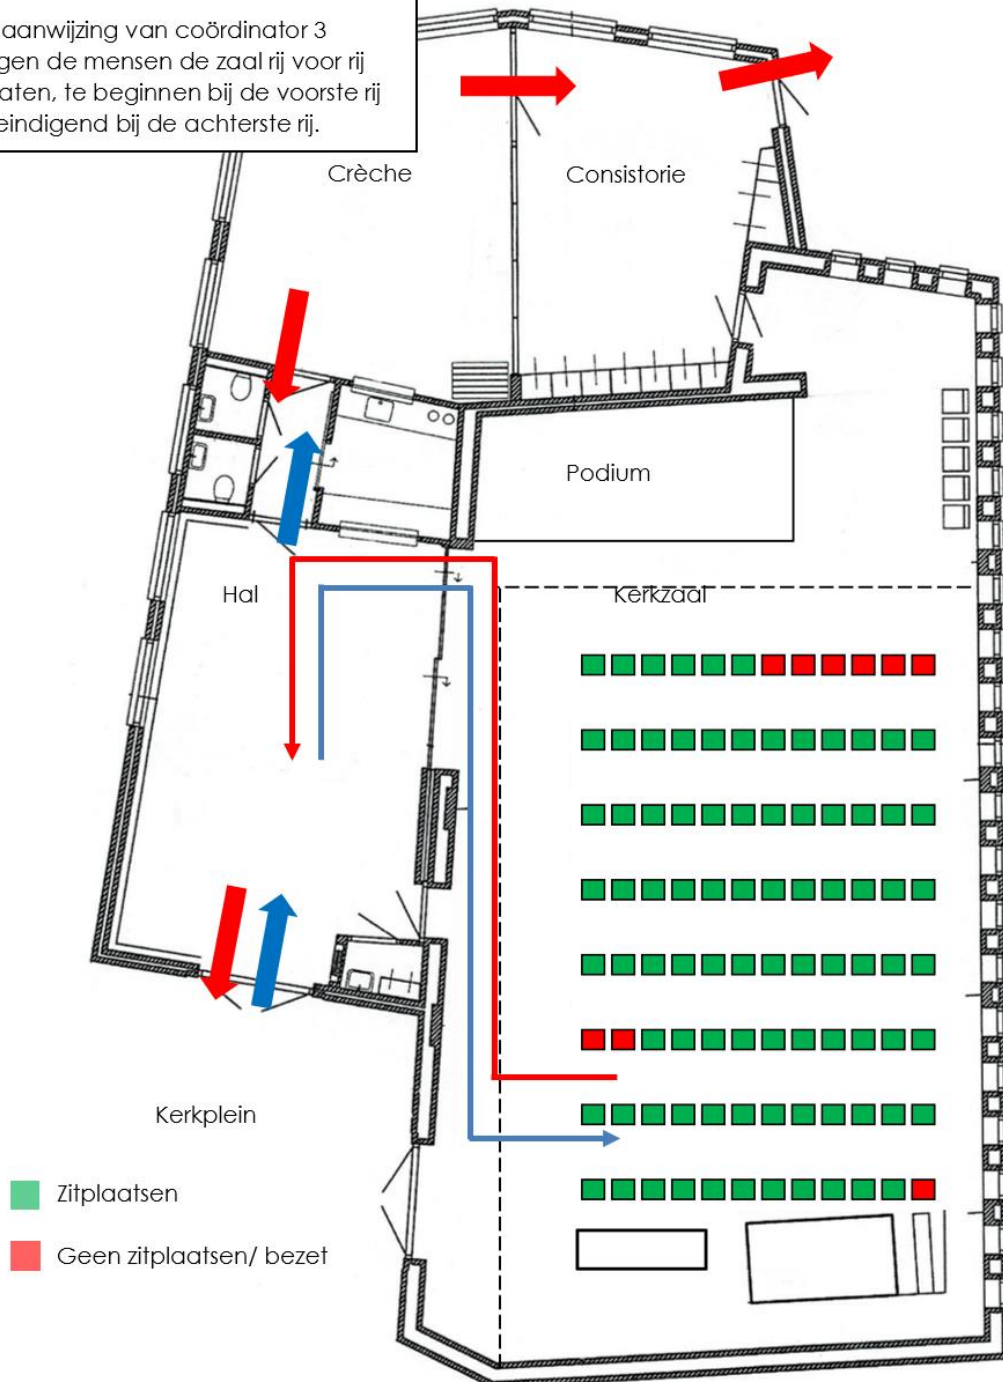 aanwijzing van coördinator 3
gen de mensen de zaal rij voor rij
aten, te beginnen bij de voorste rij
eindigend bij de achterste rij.
Crèche
Consistorie
Podium
Hal
Kerkzaal
Kerkplein
Zitplaatsen
Geen zitplaatsen/ bezet